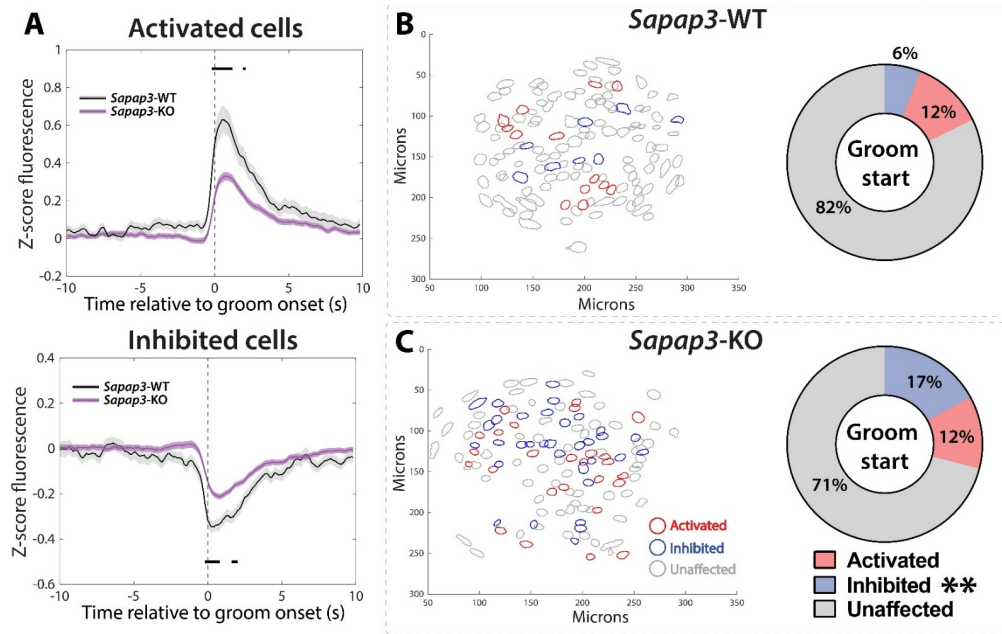 A
Activated cells
1
0.8
0.6
0.4
0.2
0
-0.2
Z-score fluorescence
Sapap3-WT
Sapap3-KO
-10
-5
0
5
10
Time relative to groom onset (s)
Inhibited cells
0.4
0.2
0
-0.2
-0.4
-0.6
Z-score fluorescence
Sapap3-WT
Sapap3-KO
-10
-5
0
5
10
Time relative to groom onset (s)
B
Sapap3-WT
0
50
100
150
200
250
300
Microns
50
100
150
200
250
300
350
Microns
6%
12%
82%
Groom
start
C
Sapap3-KO
0
50
100
150
200
250
300
Microns
50
100
150
200
250
300
350
Microns
Activated
Inhibited
Unaffected
17%
12%
71%
Groom
start
Activated
Inhibited **
Unaffected